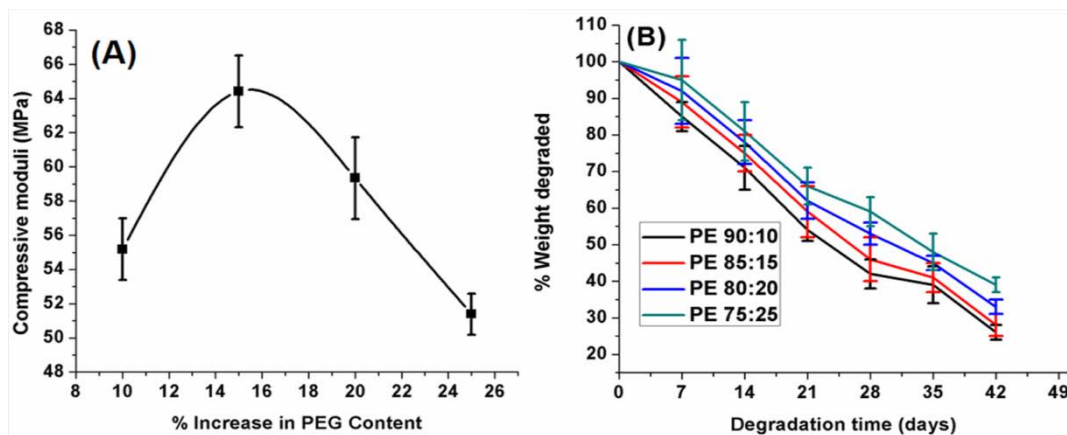 (A)
Compressive moduli (MPa)
68
66
64
62
60
58
56
54
52
50
48
8 10 12 14 16 18 20 22 24 26
% Increase in PEG Content
(B)
% Weight degraded
110
100
90
80
70
60
50
40
30
20
PE 90:10
PE 85:15
PE 80:20
PE 75:25
0 7 14 21 28 35 42 49
Degradation time (days)